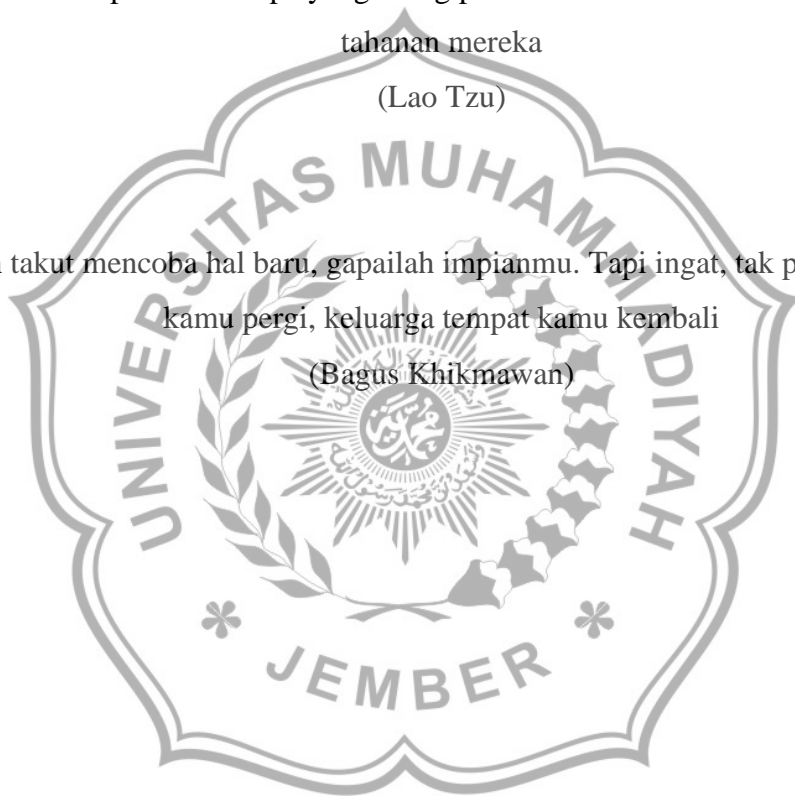 tahanan mereka
(Lao Tzu)
takut mencoba hal baru, gapailah impianmu. Tapi ingat, tak p
kamu pergi, keluarga tempat kamu kembali
(Bagus Khikmawan)
UNIVERSITAS MUHAMMADIYAH
JEMBER